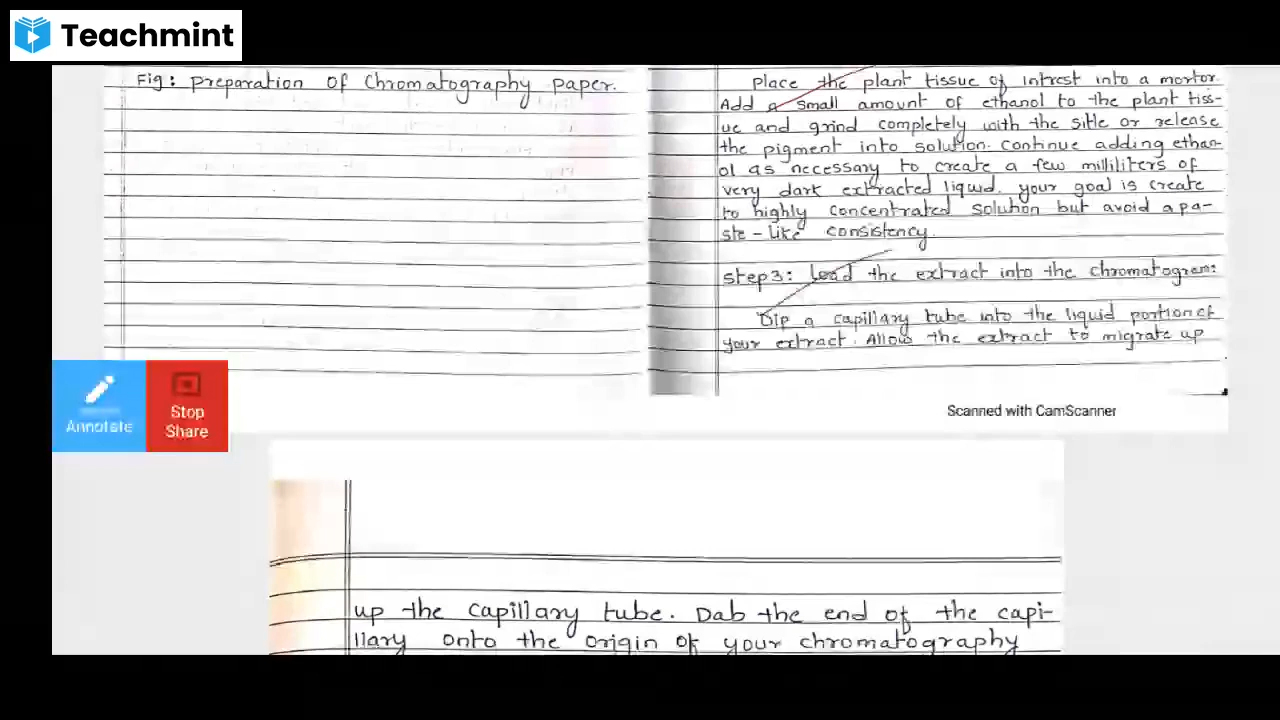 Teachmint
Fig: preparation of Chromatography paper.
Place the plant tissue of intrest into a mortor.
Add a small amount of ethanol to the plant tiss-
ue and grind completely with the sitle or release
the pigment into solution. Continue adding ethan-
ol as necessary to create a few milliliters of
very dark extracted liquid. your goal is create
to highly concentrated solution but avoid a pa-
ste-like consistency.
Step3: Load the extract into the chromatogram:
Dip a capillary tube into the liquid portion of
your extract. Allow the extract to migrate up
Annotate
Stop
Share
Scanned with CamScanner
up the capillary tube. Dab the end of the capi-
llary onto the origin of your chromatography